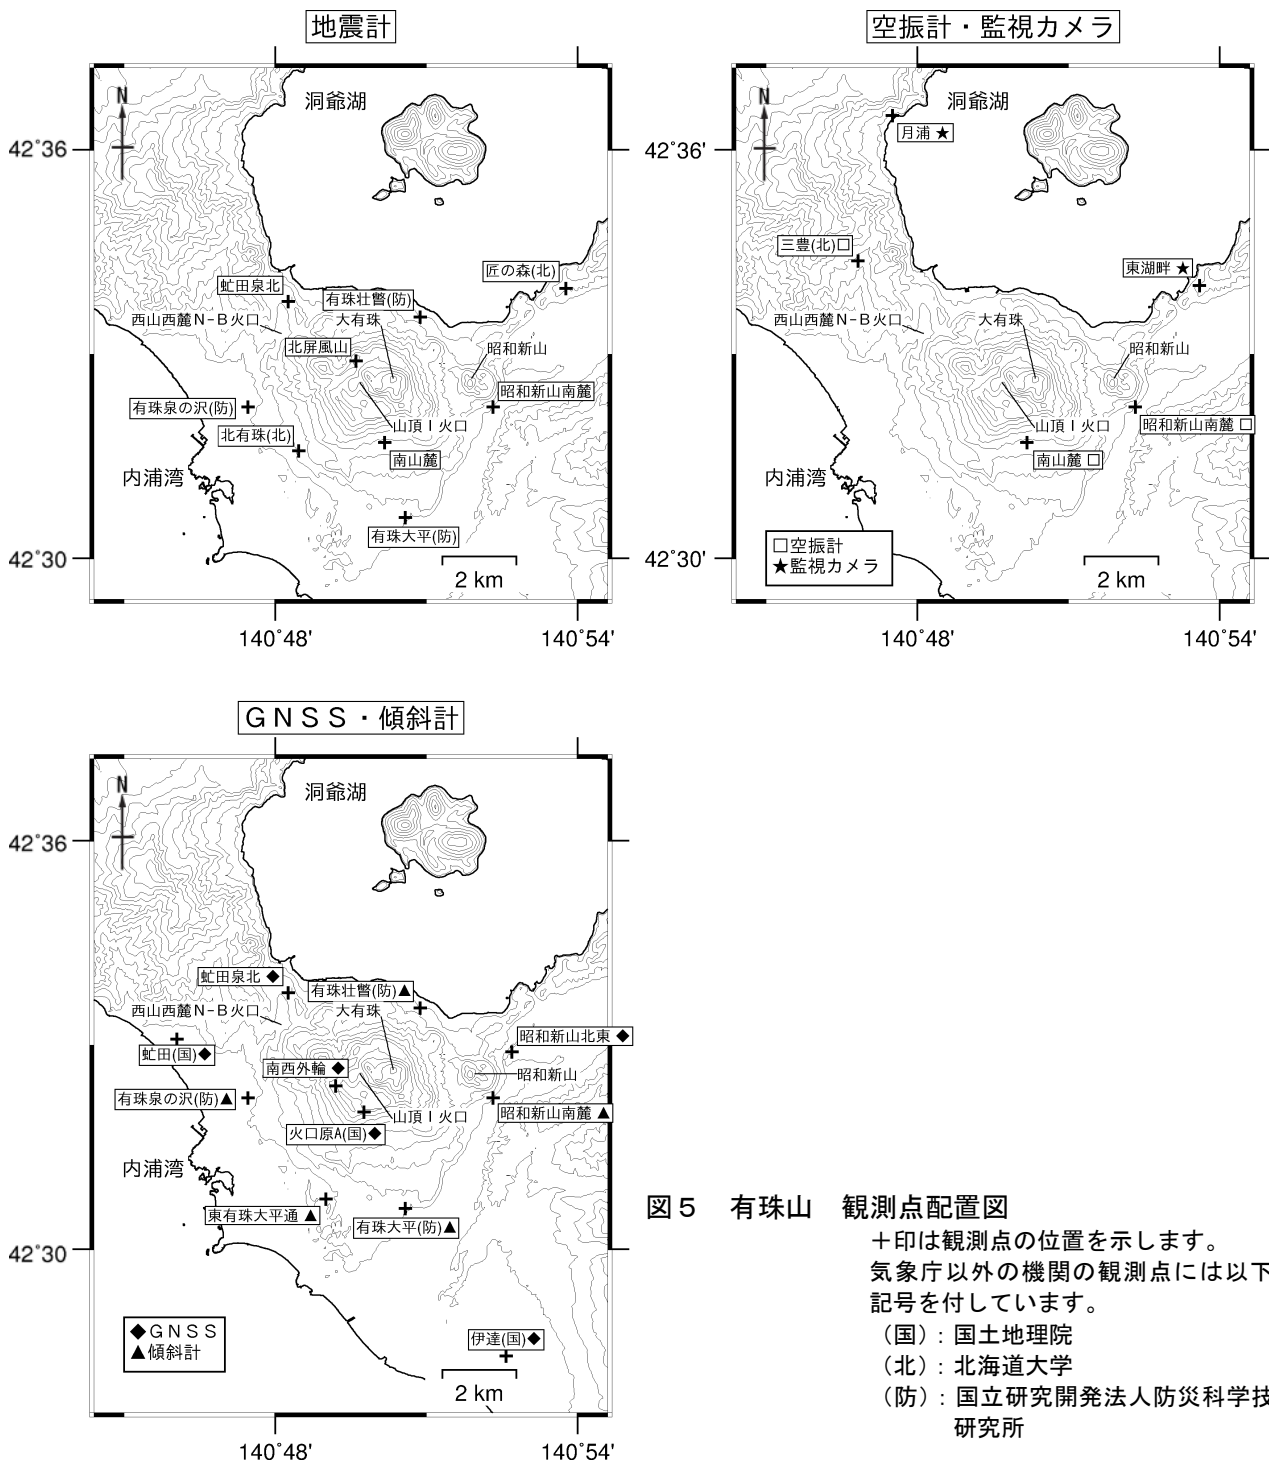 地震計
N
洞爺湖
42°36
匠の森(北)
虻田泉北
有珠壮瞥(防)
西山西麓N-B火口
大有珠
北屏風山
昭和新山
昭和新山南麓
有珠泉の沢(防)
山頂I火口
北有珠(北)
南山麓
内浦湾
有珠大平(防)
42°30
2 km
140°48'
140°54'
空振計・監視カメラ
N
洞爺湖
月浦 ★
42°36'
三豊(北)□
東湖畔 ★
西山西麓N-B火口
大有珠
昭和新山
山頂I火口
昭和新山南麓 □
南山麓 □
内浦湾
□空振計
★監視カメラ
42°30'
2 km
140°48'
140°54'
GNSS・傾斜計
N
洞爺湖
42°36
虻田泉北 ◆
有珠壮瞥(防)▲
西山西麓N-B火口
大有珠
昭和新山北東 ◆
虻田(国)◆
南西外輪 ◆
昭和新山
有珠泉の沢(防)▲
山頂I火口
昭和新山南麓 ▲
火口原A(国)◆
内浦湾
東有珠大平通 ▲
有珠大平(防)▲
42°30
◆GNSS
▲傾斜計
伊達(国)◆
2 km
140°48'
140°54'
図5 有珠山 観測点配置図
+印は観測点の位置を示します。
気象庁以外の機関の観測点には以下
記号を付しています。
(国):国土地理院
(北):北海道大学
(防):国立研究開発法人防災科学技
研究所